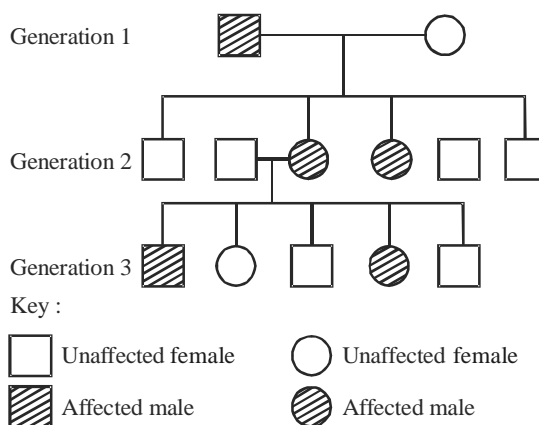 Generation 1
Generation 2
Generation 3
Key :
Unaffected female Unaffected female
Affected male Affected male